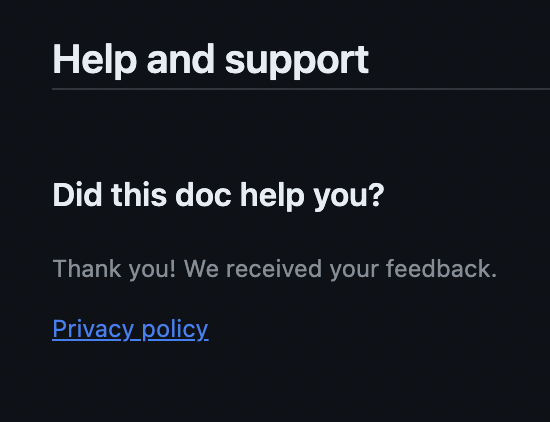 Help and support
Did this doc help you?
Thank you! We received your feedback.
Privacy policy